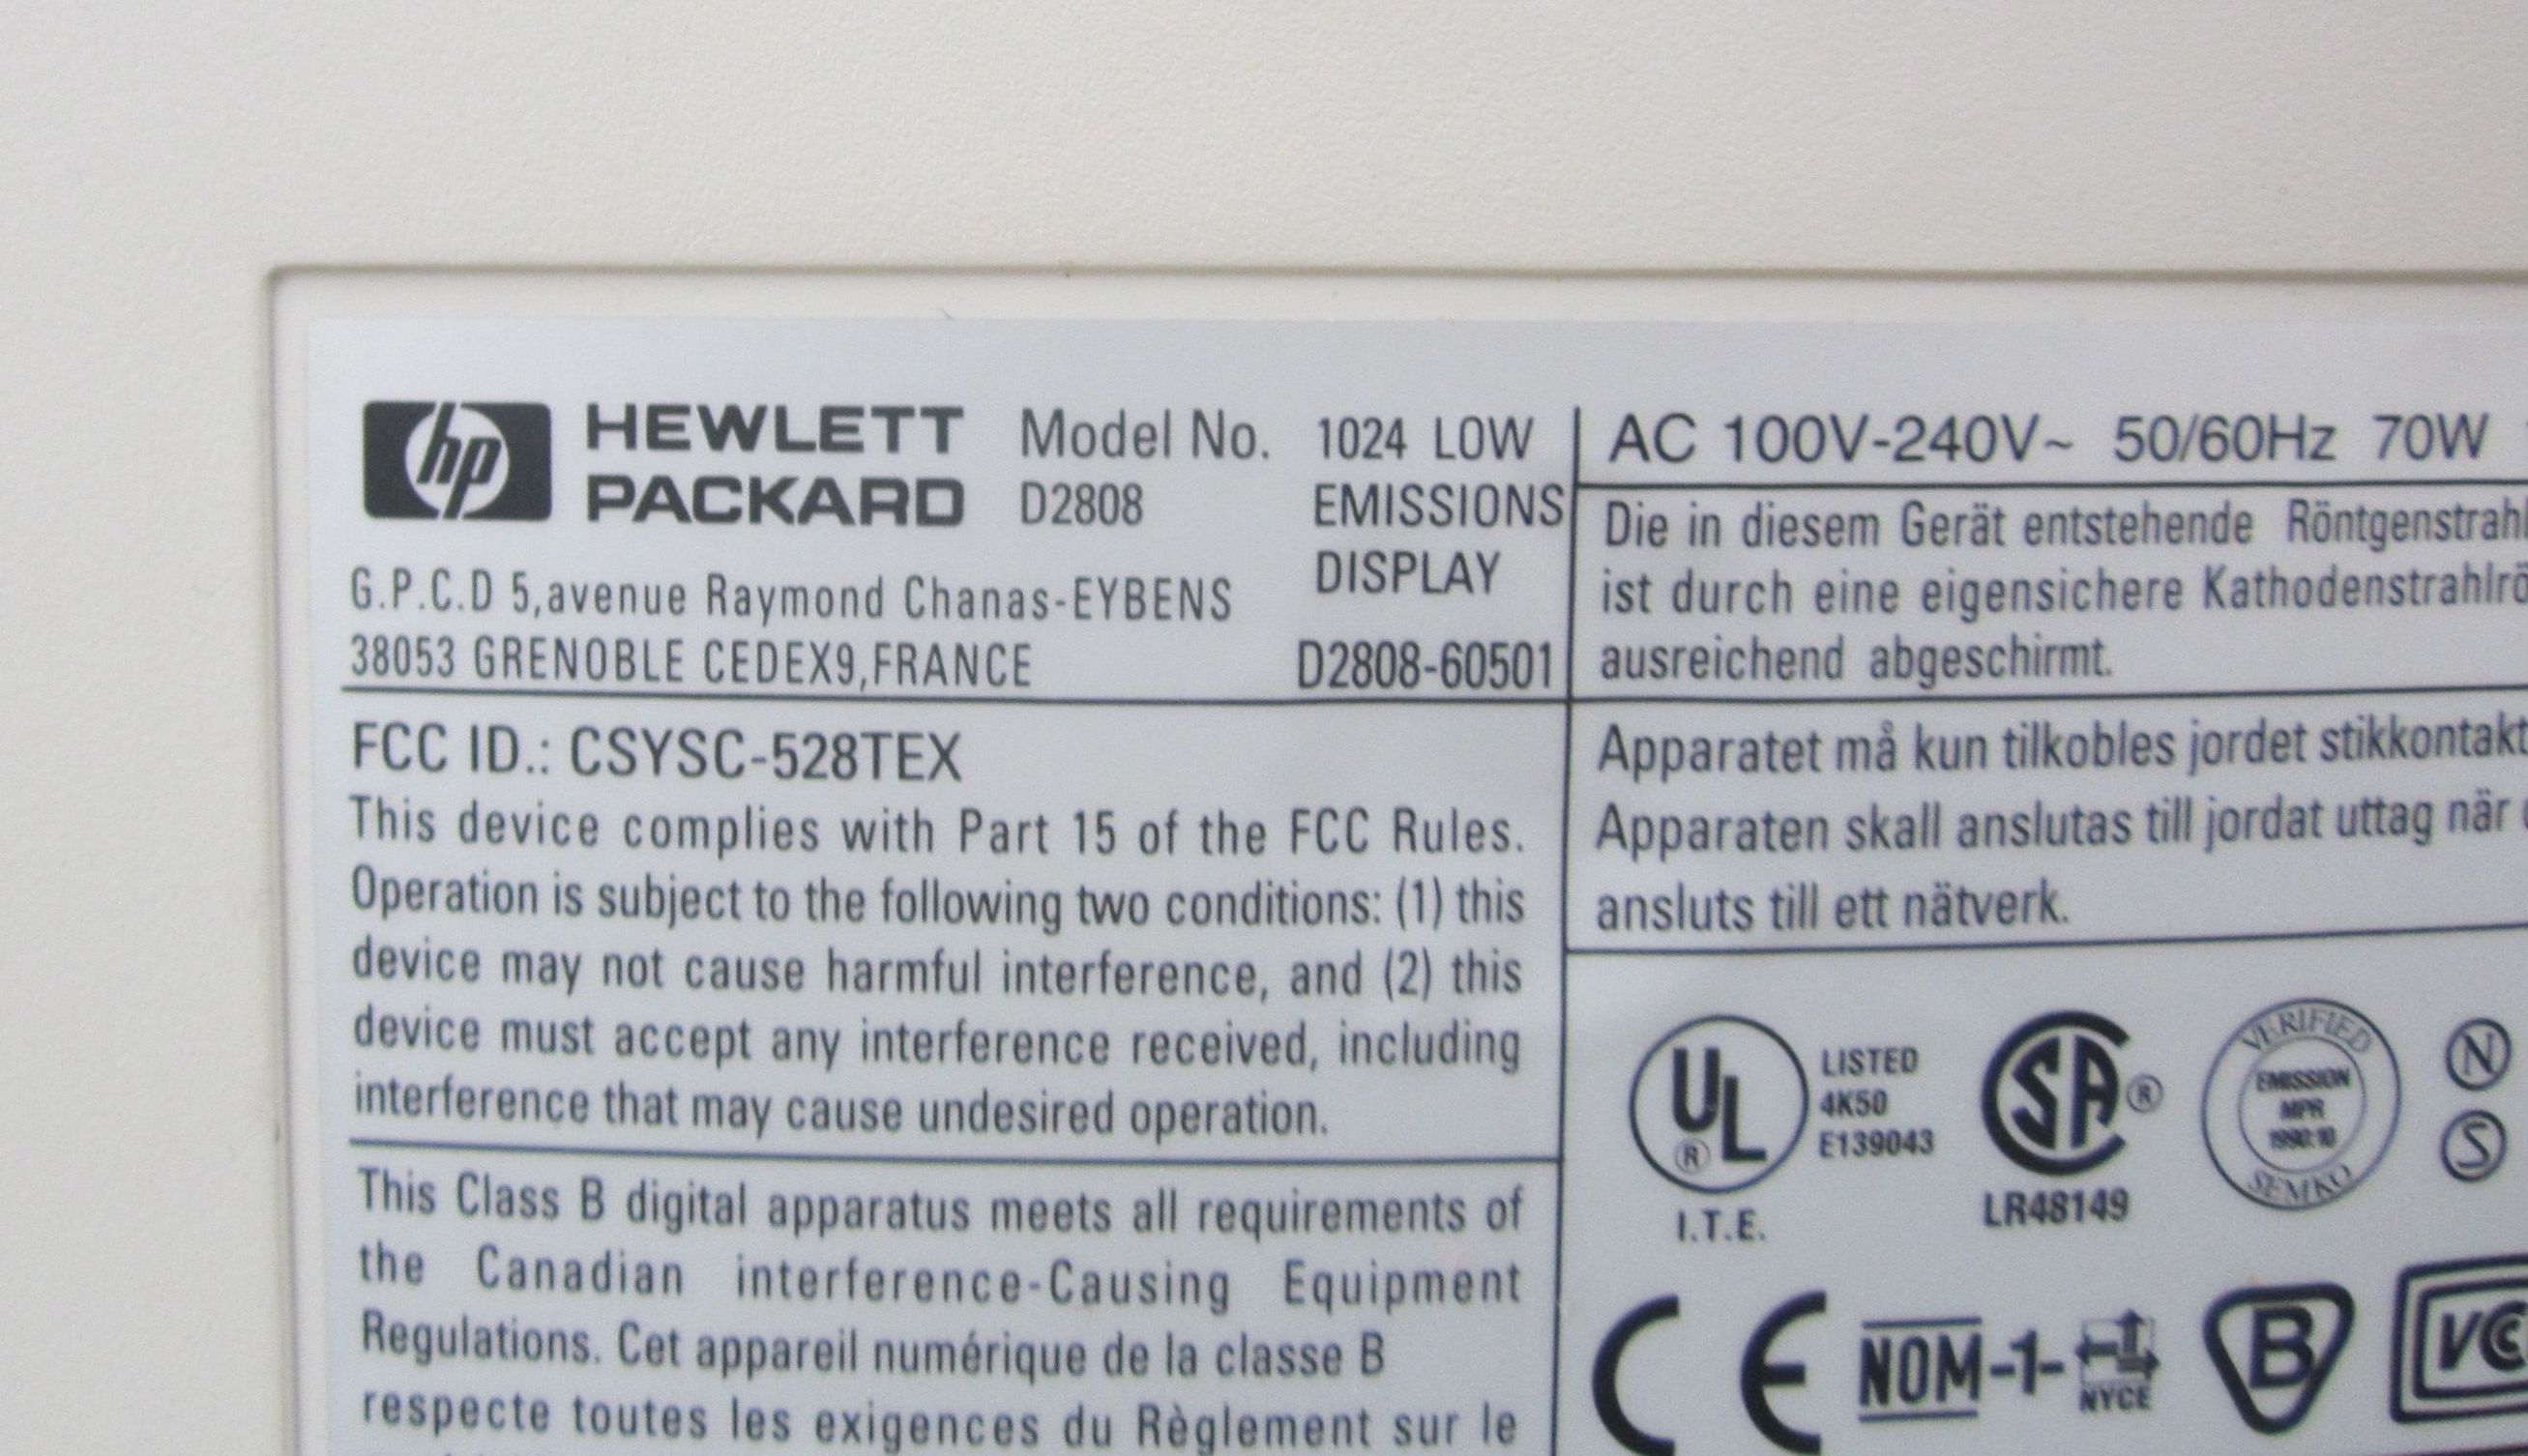 hp HEWLETT PACKARD
Model No. D2808
1024 LOW
EMISSIONS
DISPLAY
G.P.C.D 5,avenue Raymond Chanas-EYBENS
38053 GRENOBLE CEDEX9,FRANCE
D2808-60501
FCC ID.: CSYSC-528TEX
This device complies with Part 15 of the FCC Rules.
Operation is subject to the following two conditions: (1) this
device may not cause harmful interference, and (2) this
device must accept any interference received, including
interference that may cause undesired operation.
This Class B digital apparatus meets all requirements of
the Canadian interference-Causing Equipment
Regulations. Cet appareil numérique de la classe B
respecte toutes les exigences du Règlement sur le
AC 100V-240V~ 50/60Hz 70W
Die in diesem Gerät entstehende Röntgenstrahl
ist durch eine eigensichere Kathodenstrahlrö
ausreichend abgeschirmt.
Apparatet må kun tilkobles jordet stikkontakt
Apparaten skall anslutas till jordat uttag när
ansluts till ett nätverk.
UL ®
LISTED
4K50
E139043
I.T.E.
SA ®
LR48149
VERIFIED
EMISSION
MPR
1990:10
SEMKO
N
S
CE
NOM-1-
NYCE
B
VC